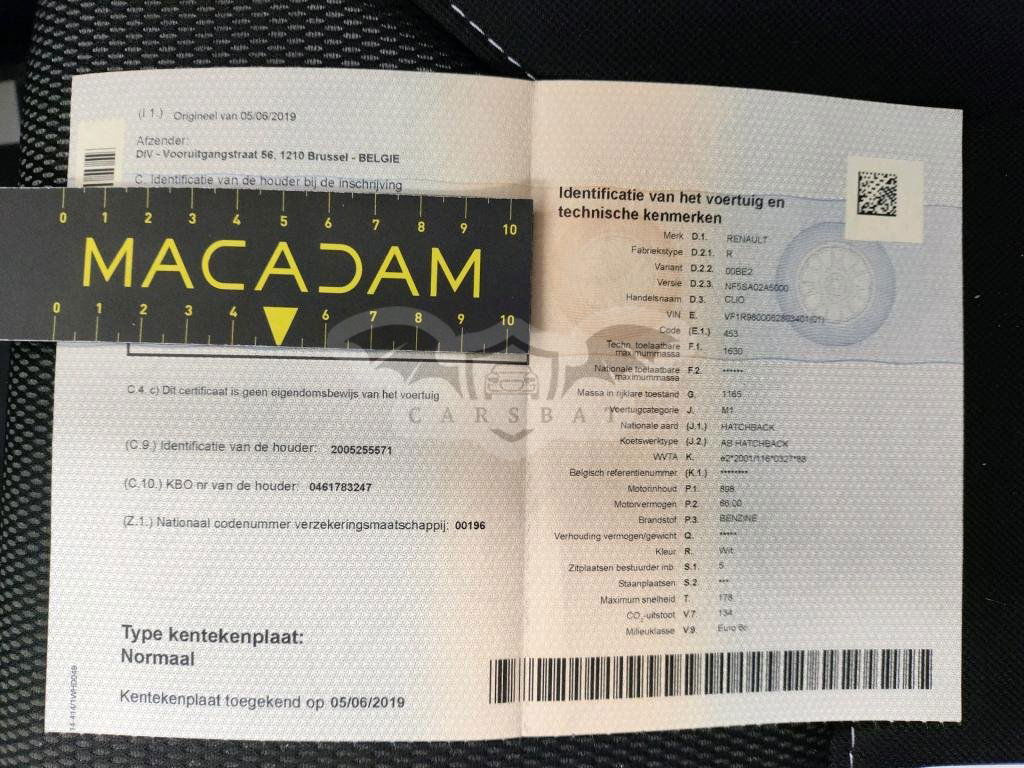 (I 1.) Origineel van 05/06/2019
Afzender:
DIV - Vooruitgangstraat 56, 1210 Brussel - BELGIE
C. Identificatie van de houder bij de inschrijving
0 1 2 3 4 5 6 7 8 9 10
MACADAM
0 1 2 3 4 6 7 8 9 10
C.4. c) Dit certificaat is geen eigendomsbewijs van het voertuig
(C.9.) Identificatie van de houder: 2005255571
(C.10.) KBO nr van de houder: 0461783247
(Z.1.) Nationaal codenummer verzekeringsmaatschappij: 00196
Type kentekenplaat:
Normaal
Kentekenplaat toegekend op 05/06/2019
Identificatie van het voertuig en
technische kenmerken
Merk D.1. RENAULT
Fabriekstype D.2.1. R
Variant D.2.2. 00BE2
Versie D.2.3. NF5SA02A5000
Handelsnaam D.3. CLIO
VIN E.
Code (E.1.) 453
Techn. toelaatbare maximummassa F.1. 1630
Nationale toelaatbare maximummassa F.2. ******
Massa in rijklare toestand G. 1165
Voertuigcategorie J. M1
Nationale aard (J.1.) HATCHBACK
Koetswerktype (J.2.) AB HATCHBACK
WVTA K. e2*2001/116*0327*88
Belgisch referentienummer (K.1.) ********
Motorinhoud P.1. 898
Motorvermogen P.2. 66.00
Brandstof P.3. BENZINE
Verhouding vermogen/gewicht Q. *****
Kleur R. Wit
Zitplaatsen bestuurder inb. S.1. 5
Staanplaatsen S.2. ***
Maximum snelheid T. 178
CO₂-uitstoot V.7. 134
Milieuklasse V.9. Euro 6c
CARSBAT